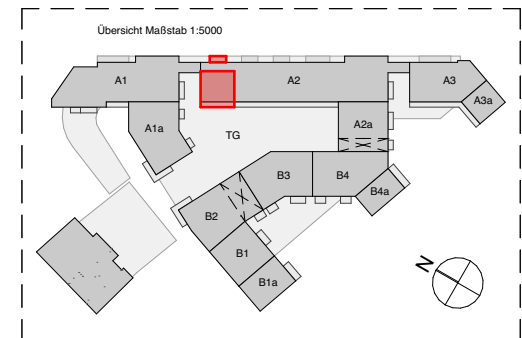 Übersicht Maßstab 1:5000
A1
A2
A3
A3a
A1a
TG
A2a
B3
B4
B4a
B2
B1
B1a
N